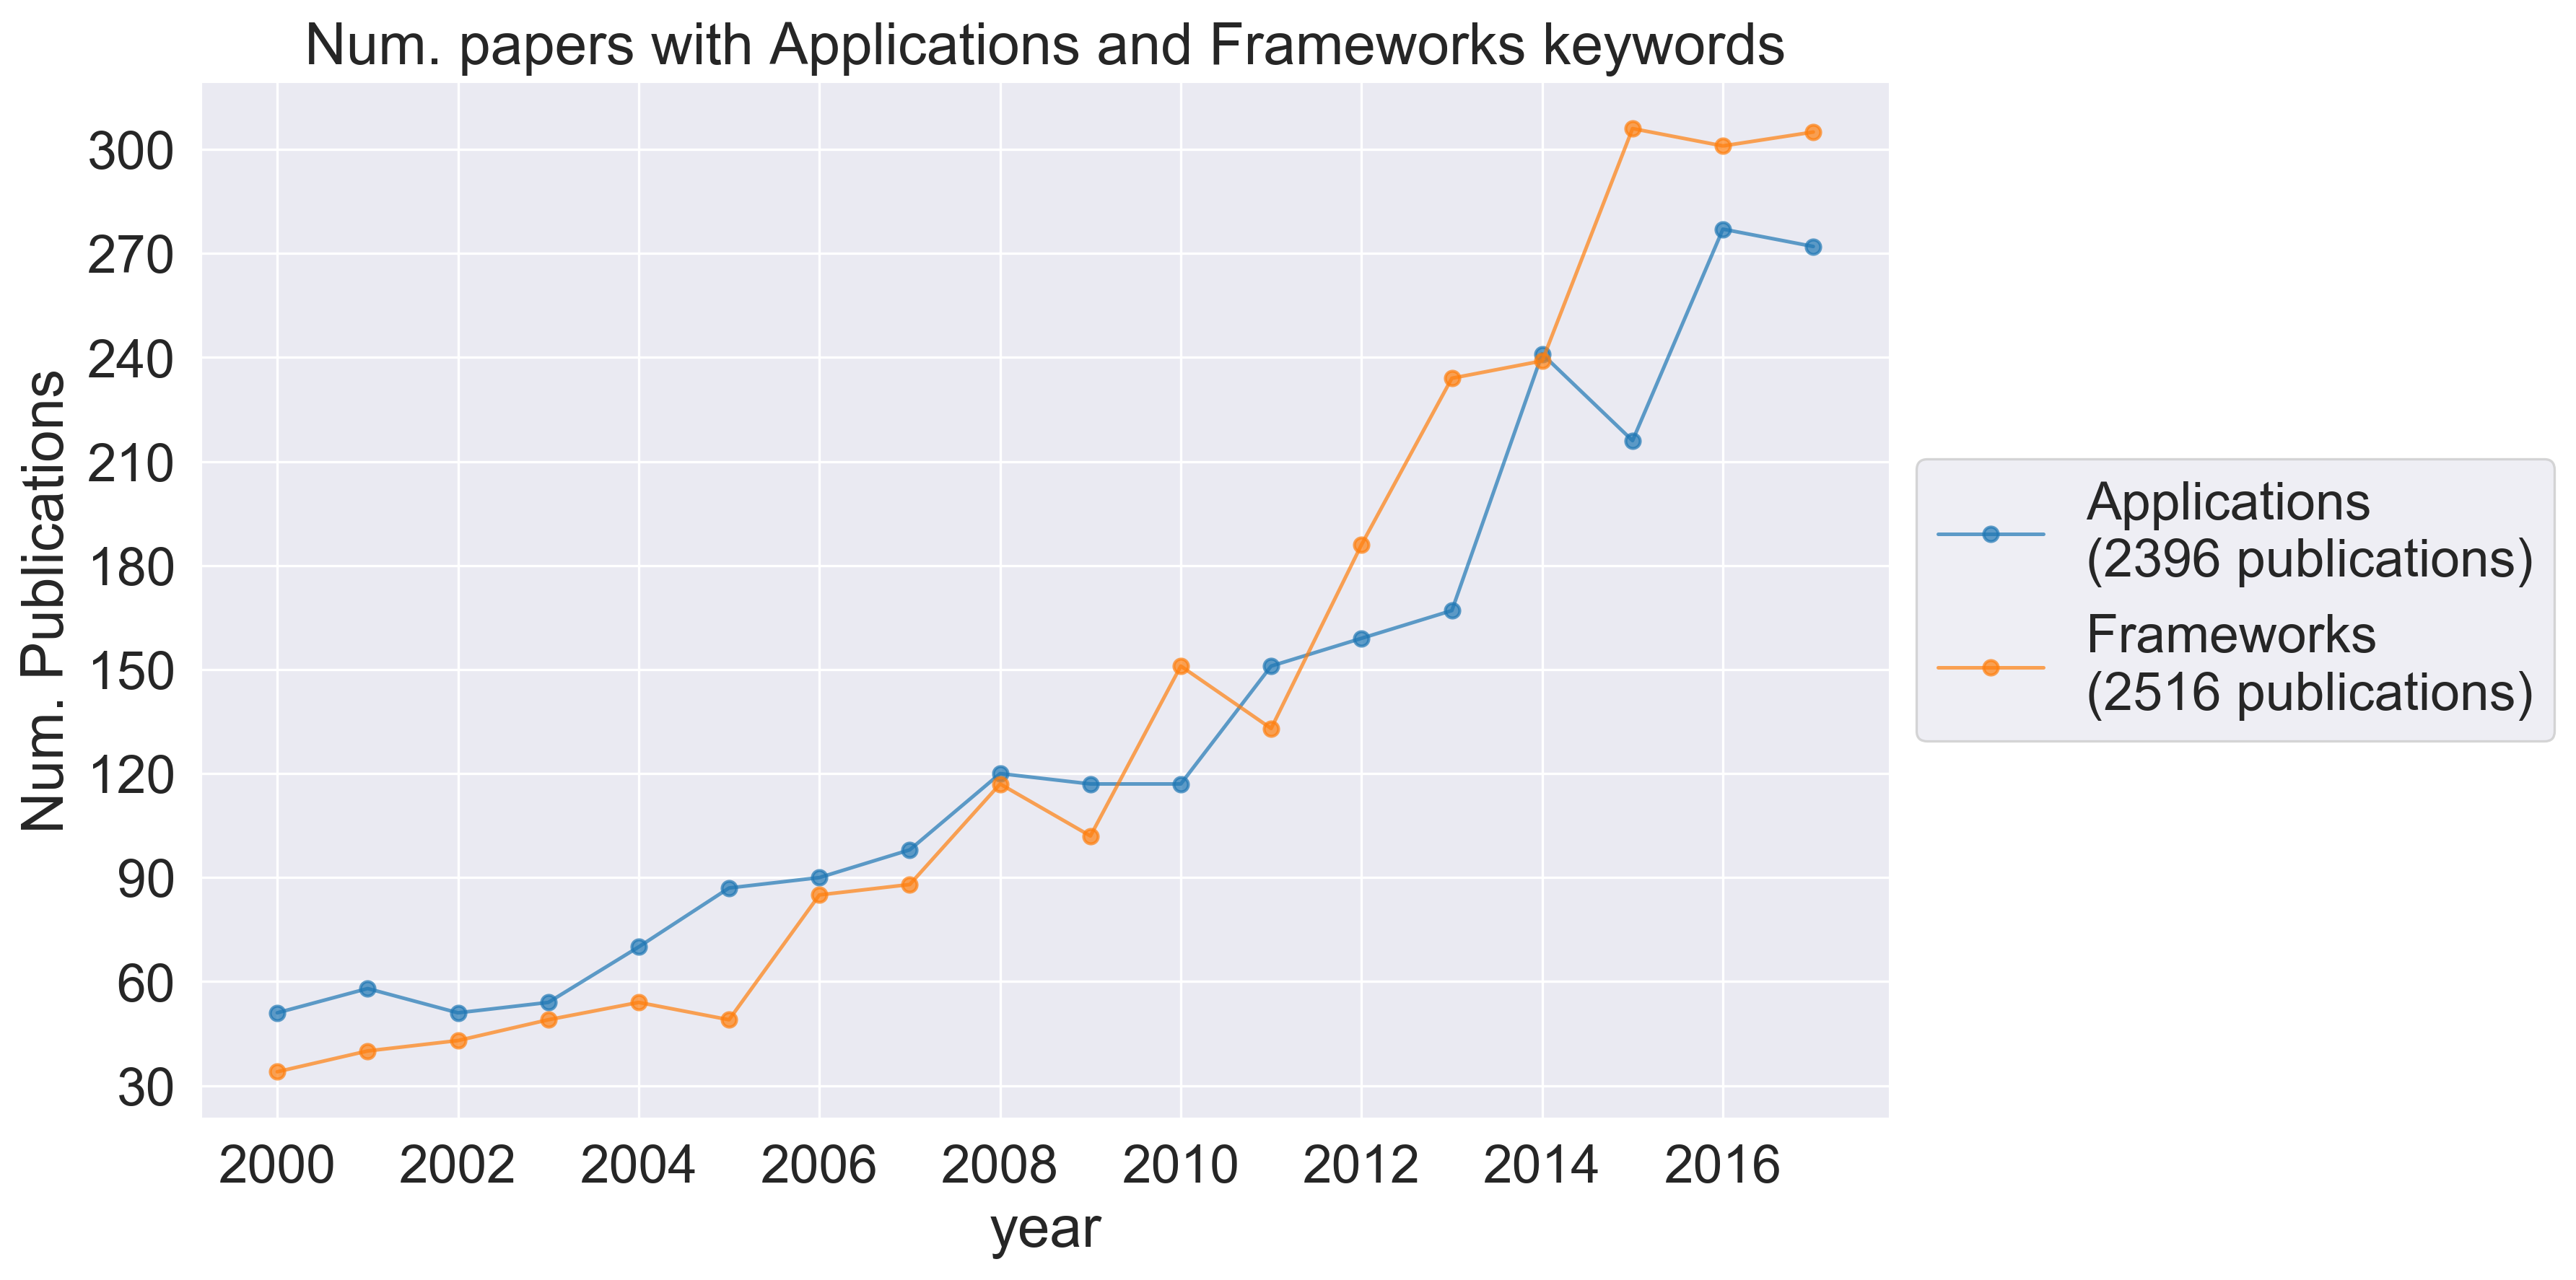 Num. papers with Applications and Frameworks keywords
Num. Publications
300
270
240
210
180
150
120
90
60
30
2000 2002 2004 2006 2008 2010 2012 2014 2016
year
Applications
(2396 publications)
Frameworks
(2516 publications)